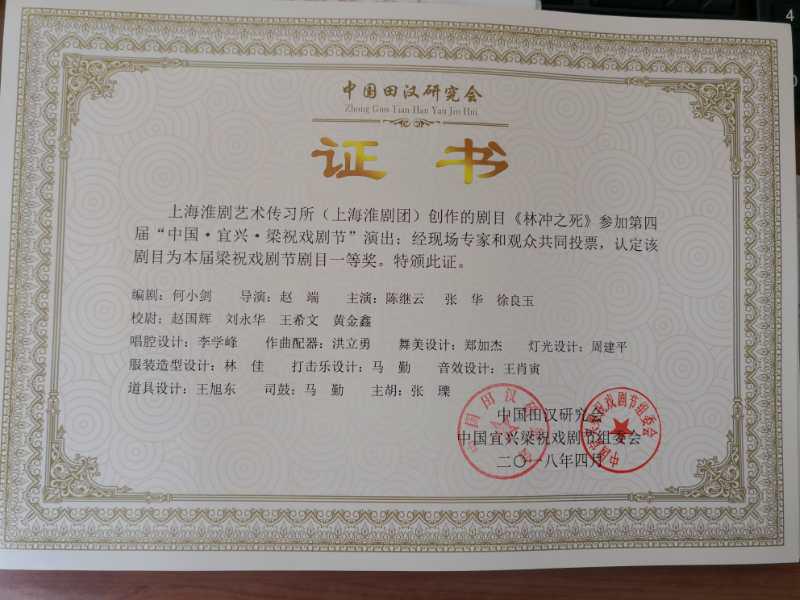 中国田汉研究会
Zhong Guo Tian Han Yan Jiu Hui
证 书
上海淮剧艺术传习所（上海淮剧团）创作的剧目《林冲之死》参加第四
届“中国·宜兴·梁祝戏剧节”演出；经现场专家和观众共同投票，认定该
剧目为本届梁祝戏剧节剧目一等奖。特颁此证。
编剧：何小剑 导演：赵 端 主演：陈继云 张 华 徐良玉
校尉：赵国辉 刘永华 王希文 黄金鑫
唱腔设计：李学峰 作曲配器：洪立勇 舞美设计：郑加杰 灯光设计：周建平
服装造型设计：林 佳 打击乐设计：马 勤 音效设计：王肖寅
道具设计：王旭东 司鼓：马 勤 主胡：张 瓅
中国田汉研究会
中国宜兴梁祝戏剧节组委会
二〇一八年四月